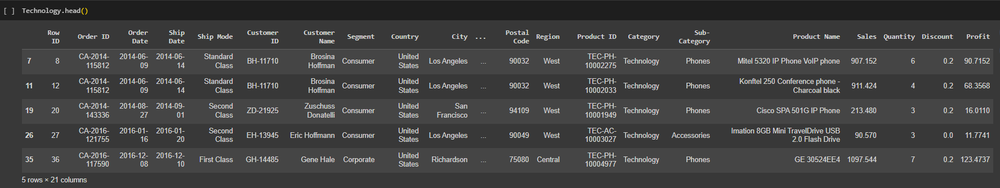 [ ] Technology.head()
Row ID Order ID Order Date Ship Date Ship Mode Customer ID Customer Name Segment Country City ... Postal Code Region Product ID Category Sub-Category Product Name Sales Quantity Discount Profit
7 8 CA-2014-115812 2014-06-09 2014-06-14 Standard Class BH-11710 Brosina Hoffman Consumer United States Los Angeles ... 90032 West TEC-PH-10002275 Technology Phones Mitel 5320 IP Phone VoIP phone 907.152 6 0.2 90.7152
11 12 CA-2014-115812 2014-06-09 2014-06-14 Standard Class BH-11710 Brosina Hoffman Consumer United States Los Angeles ... 90032 West TEC-PH-10002033 Technology Phones Konftel 250 Conference phone - Charcoal black 911.424 4 0.2 68.3568
19 20 CA-2014-143336 2014-08-27 2014-09-01 Second Class ZD-21925 Zuschuss Donatelli Consumer United States San Francisco ... 94109 West TEC-PH-10001949 Technology Phones Cisco SPA 501G IP Phone 213.480 3 0.2 16.0110
26 27 CA-2016-121755 2016-01-16 2016-01-20 Second Class EH-13945 Eric Hoffmann Consumer United States Los Angeles ... 90049 West TEC-AC-10003027 Technology Accessories Imation 8GB Mini TravelDrive USB 2.0 Flash Drive 90.570 3 0.0 11.7741
35 36 CA-2016-117590 2016-12-08 2016-12-10 First Class GH-14485 Gene Hale Corporate United States Richardson ... 75080 Central TEC-PH-10004977 Technology Phones GE 30524EE4 1097.544 7 0.2 123.4737
5 rows × 21 columns